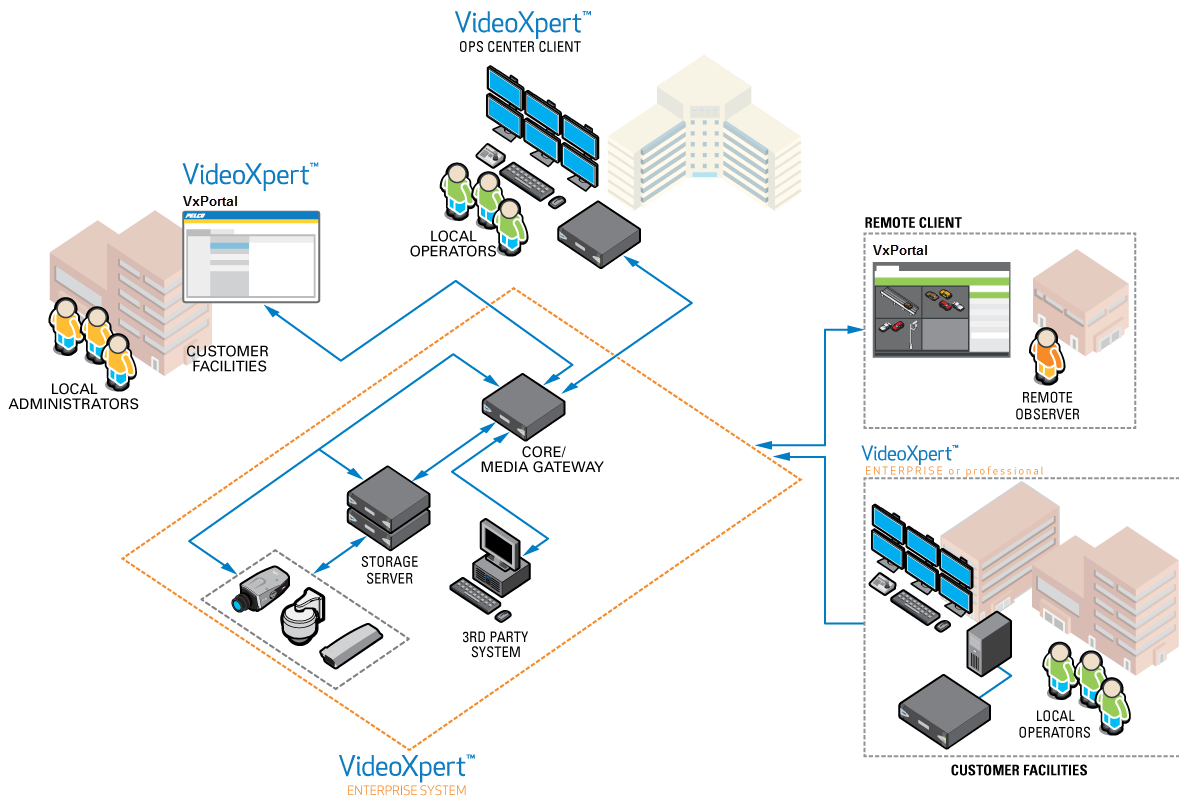 VideoXpert™
OPS CENTER CLIENT
LOCAL
OPERATORS
VideoXpert™
VxPortal
PELCO
CUSTOMER
FACILITIES
LOCAL
ADMINISTRATORS
REMOTE CLIENT
VxPortal
REMOTE
OBSERVER
CORE/
MEDIA GATEWAY
STORAGE
SERVER
3RD PARTY
SYSTEM
VideoXpert™
ENTERPRISE or professional
LOCAL
OPERATORS
CUSTOMER FACILITIES
VideoXpert™
ENTERPRISE SYSTEM